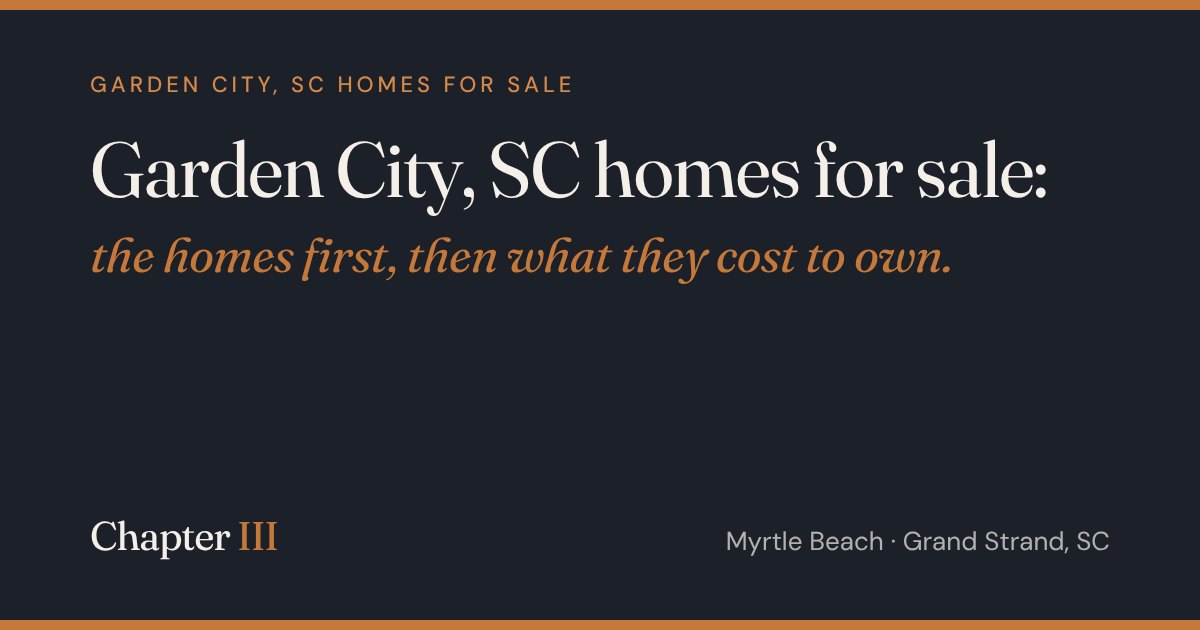 GARDEN CITY, SC HOMES FOR SALE
Garden City, SC homes for sale:
the homes first, then what they cost to own.
Chapter III
Myrtle Beach · Grand Strand, SC